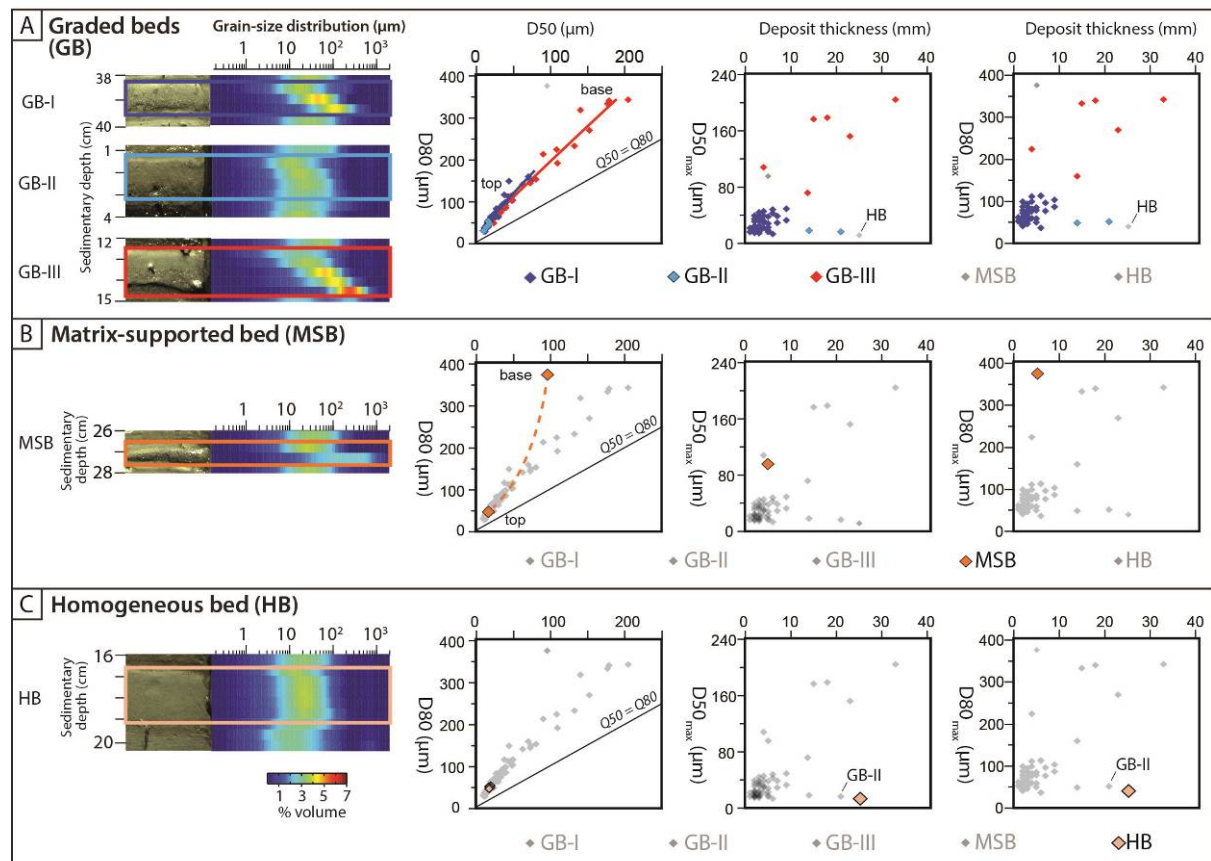 A Graded beds (GB)
Grain-size distribution (µm)
1 10 10² 10³
D50 (µm)
Deposit thickness (mm)
Deposit thickness (mm)
0 50 100 150 200
0 10 20 30 40
0 10 20 30 40
GB-I
GB-II
GB-III
Sedimentary depth (cm)
38
40
1
4
12
15
D80 (µm)
400
300
200
100
0
base
top
Q50 = Q80
D50max (µm)
240
160
80
0
HB
D80max (µm)
400
300
200
100
0
HB
GB-I GB-II GB-III MSB HB
B Matrix-supported bed (MSB)
1 10 10² 10³
0 50 100 150 200
0 10 20 30 40
0 10 20 30 40
MSB
Sedimentary depth (cm)
26
28
D80 (µm)
400
300
200
100
0
base
top
Q50 = Q80
D50max (µm)
240
160
80
0
D80max (µm)
400
300
200
100
0
GB-I GB-II GB-III MSB HB
C Homogeneous bed (HB)
1 10 10² 10³
0 50 100 150 200
0 10 20 30 40
0 10 20 30 40
HB
Sedimentary depth (cm)
16
20
1 3 5 7
% volume
D80 (µm)
400
300
200
100
0
Q50 = Q80
D50max (µm)
240
160
80
0
GB-II
D80max (µm)
400
300
200
100
0
GB-II
GB-I GB-II GB-III MSB HB